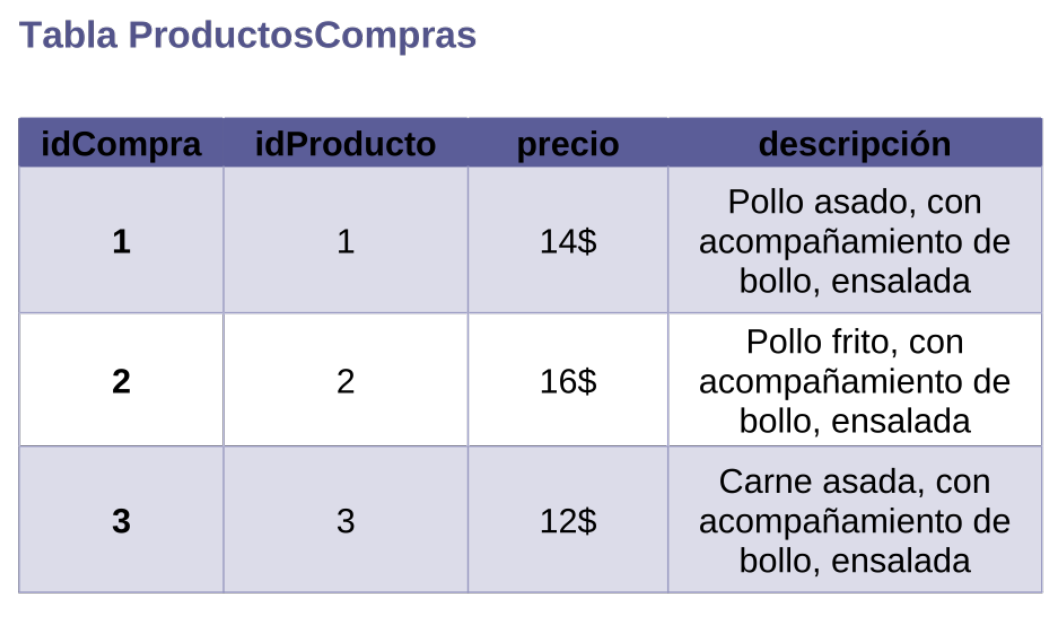 Tabla ProductosCompras
idCompra idProducto precio descripción
1 1 14$ Pollo asado, con
acompañamiento de
bollo, ensalada
2 2 16$ Pollo frito, con
acompañamiento de
bollo, ensalada
3 3 12$ Carne asada, con
acompañamiento de
bollo, ensalada